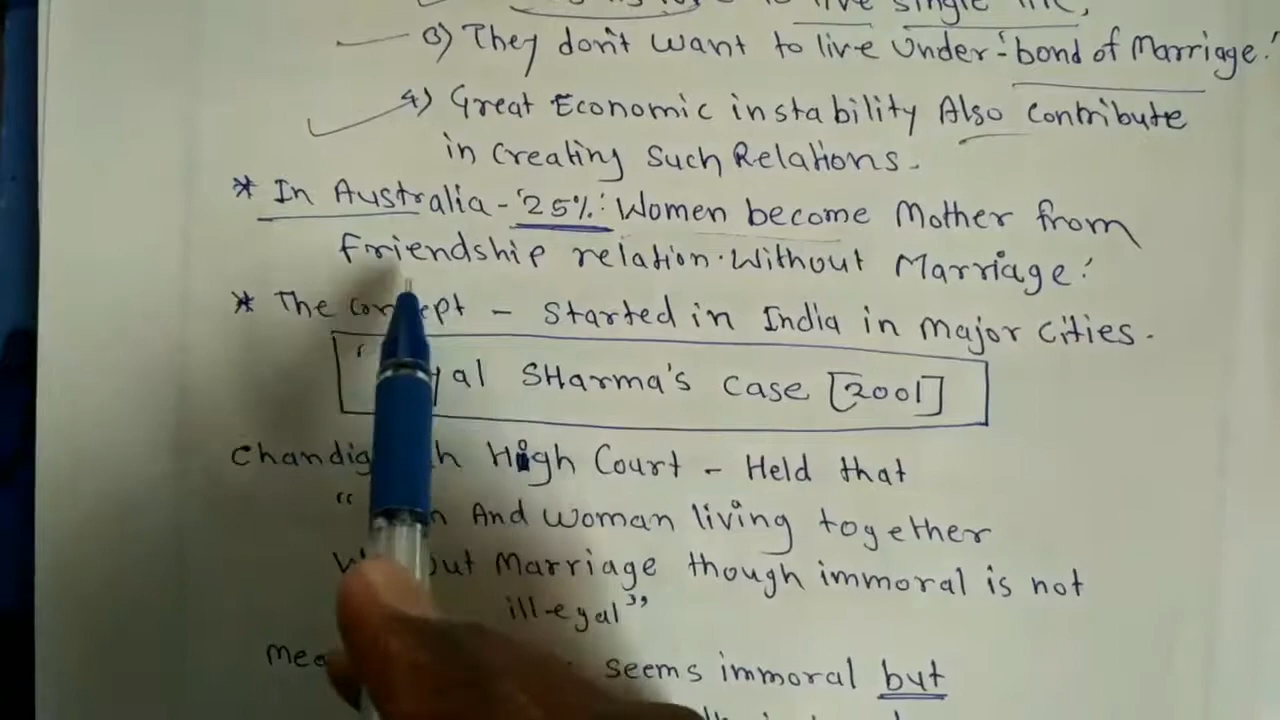 live single life,
3) They don't want to live Under 'bond of Marriage.'
4) Great Economic instability Also contribute
in creating Such Relations.
* In Australia - '25%' Women become Mother from
friendship relation. Without Marriage.'
* The - Started in India in major cities.
SHarma's case [2001]
High Court - Held that
And woman living together
Marriage though immoral is not
illegal"
seems immoral but